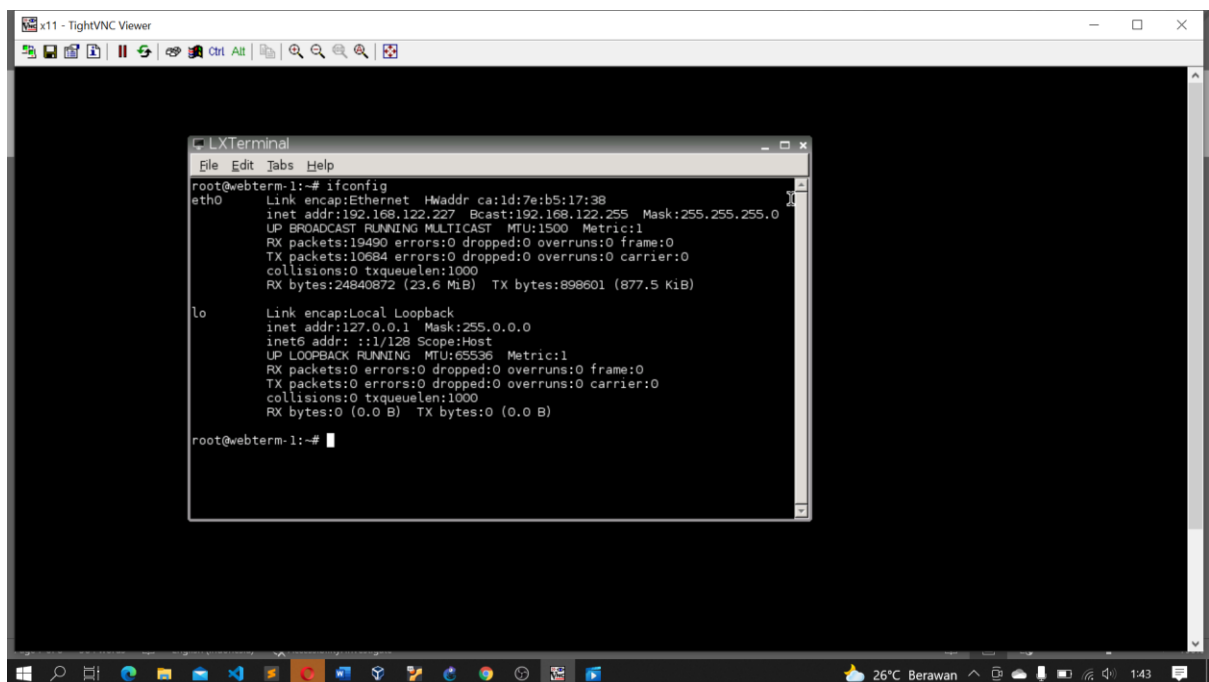 x11 - TightVNC Viewer
Ctrl Alt
LXTerminal
File Edit Tabs Help
root@webterm-1:~# ifconfig
eth0 Link encap:Ethernet HWaddr ca:1d:7e:b5:17:38
inet addr:192.168.122.227 Bcast:192.168.122.255 Mask:255.255.255.0
UP BROADCAST RUNNING MULTICAST MTU:1500 Metric:1
RX packets:19490 errors:0 dropped:0 overruns:0 frame:0
TX packets:10684 errors:0 dropped:0 overruns:0 carrier:0
collisions:0 txqueuelen:1000
RX bytes:24840872 (23.6 MiB) TX bytes:898601 (877.5 KiB)
lo Link encap:Local Loopback
inet addr:127.0.0.1 Mask:255.0.0.0
inet6 addr: ::1/128 Scope:Host
UP LOOPBACK RUNNING MTU:65536 Metric:1
RX packets:0 errors:0 dropped:0 overruns:0 frame:0
TX packets:0 errors:0 dropped:0 overruns:0 carrier:0
collisions:0 txqueuelen:1000
RX bytes:0 (0.0 B) TX bytes:0 (0.0 B)
root@webterm-1:~#
26°C Berawan 1:43